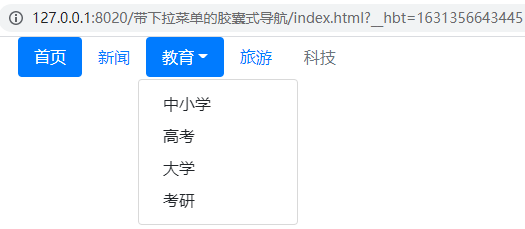 127.0.0.1:8020/带下拉菜单的胶囊式导航/index.html?__hbt=1631356643445
首页 新闻 教育 旅游 科技
中小学
高考
大学
考研